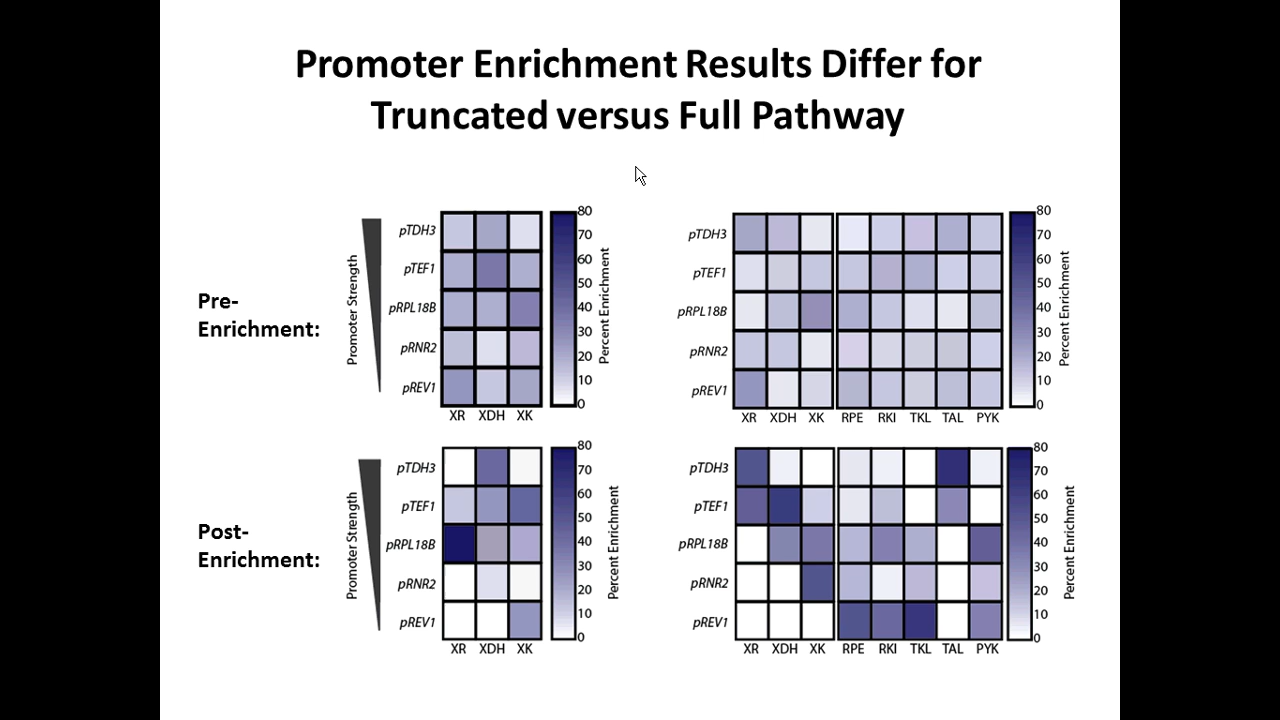 Promoter Enrichment Results Differ for
Truncated versus Full Pathway
Pre-
Enrichment:
Promoter Strength
pTDH3
pTEF1
pRPL18B
pRNR2
pREV1
XR XDH XK
80
70
60
50
40
30
20
10
0
Percent Enrichment
pTDH3
pTEF1
pRPL18B
pRNR2
pREV1
XR XDH XK RPE RKI TKL TAL PYK
80
70
60
50
40
30
20
10
0
Percent Enrichment
Post-
Enrichment:
Promoter Strength
pTDH3
pTEF1
pRPL18B
pRNR2
pREV1
XR XDH XK
80
70
60
50
40
30
20
10
0
Percent Enrichment
pTDH3
pTEF1
pRPL18B
pRNR2
pREV1
XR XDH XK RPE RKI TKL TAL PYK
80
70
60
50
40
30
20
10
0
Percent Enrichment